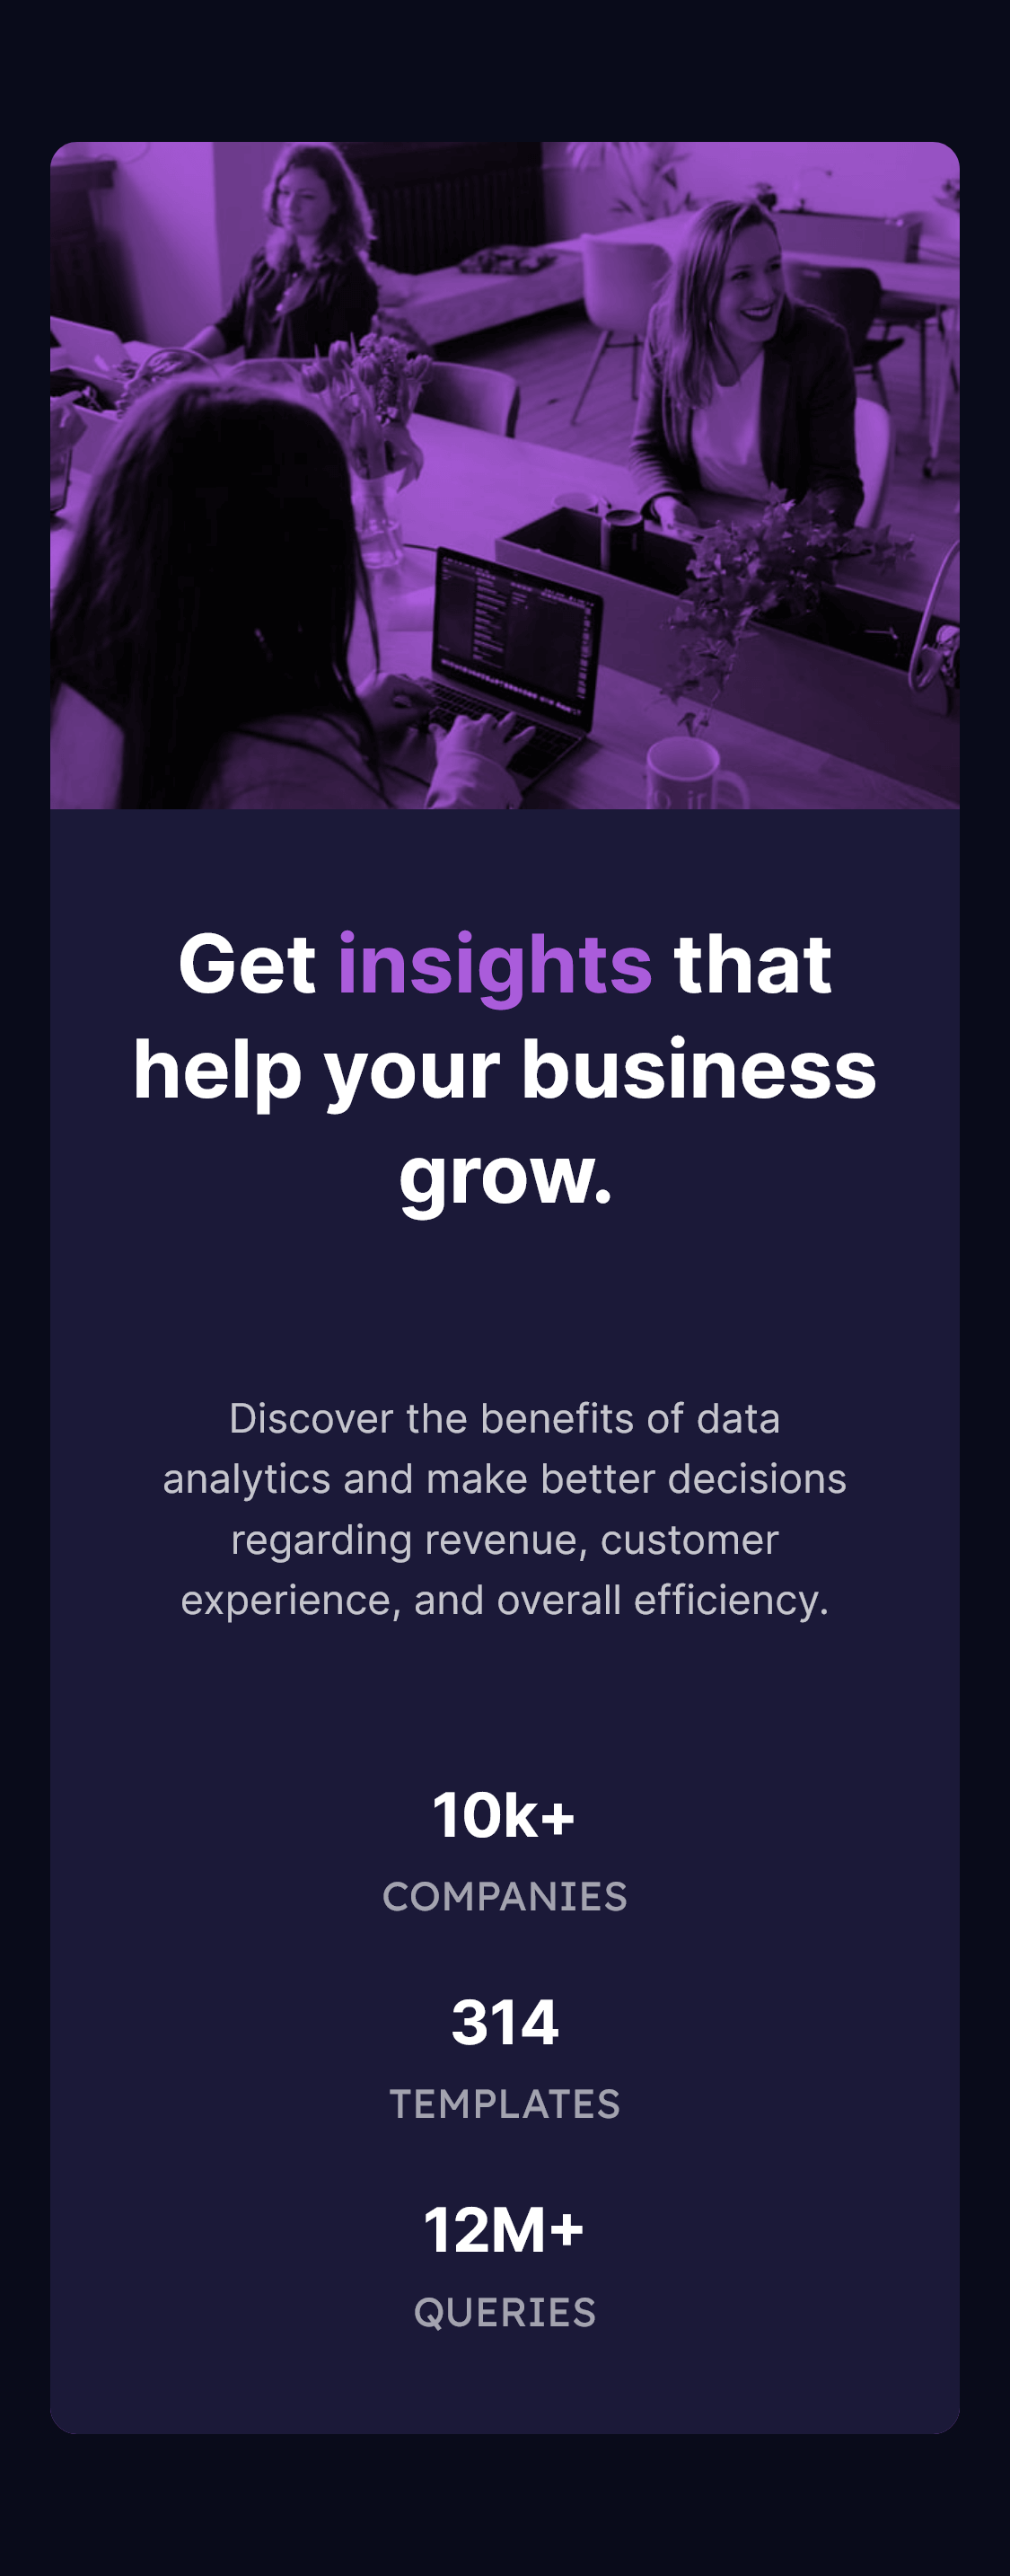 Get insights that
help your business
grow.
Discover the benefits of data
analytics and make better decisions
regarding revenue, customer
experience, and overall efficiency.
10k+
COMPANIES
314
TEMPLATES
12M+
QUERIES